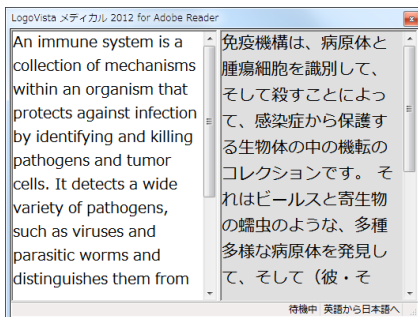 LogoVista メディカル 2012 for Adobe Reader
An immune system is a
collection of mechanisms
within an organism that
protects against infection
by identifying and killing
pathogens and tumor
cells. It detects a wide
variety of pathogens,
such as viruses and
parasitic worms and
distinguishes them from
免疫機構は、病原体と
腫瘍細胞を識別して、
そして殺すことによっ
て、感染症から保護す
る生物体の中の機転の
コレクションです。 そ
れはビールスと寄生物
の蠕虫のような、多種
多様な病原体を発見し
て、そして（彼・そ
待機中 英語から日本語へ